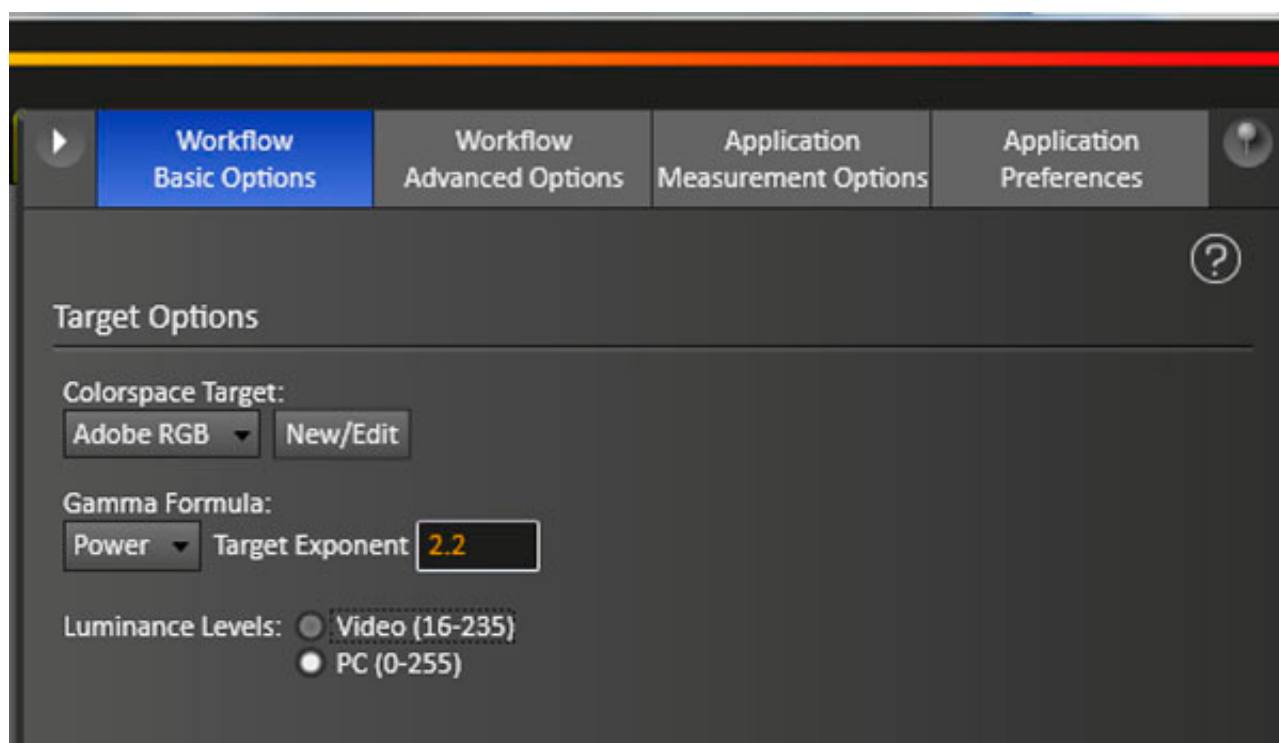 Workflow
Basic Options
Workflow
Advanced Options
Application
Measurement Options
Application
Preferences
?
Target Options
Colorspace Target:
Adobe RGB New/Edit
Gamma Formula:
Power Target Exponent 2.2
Luminance Levels: Video (16-235)
PC (0-255)